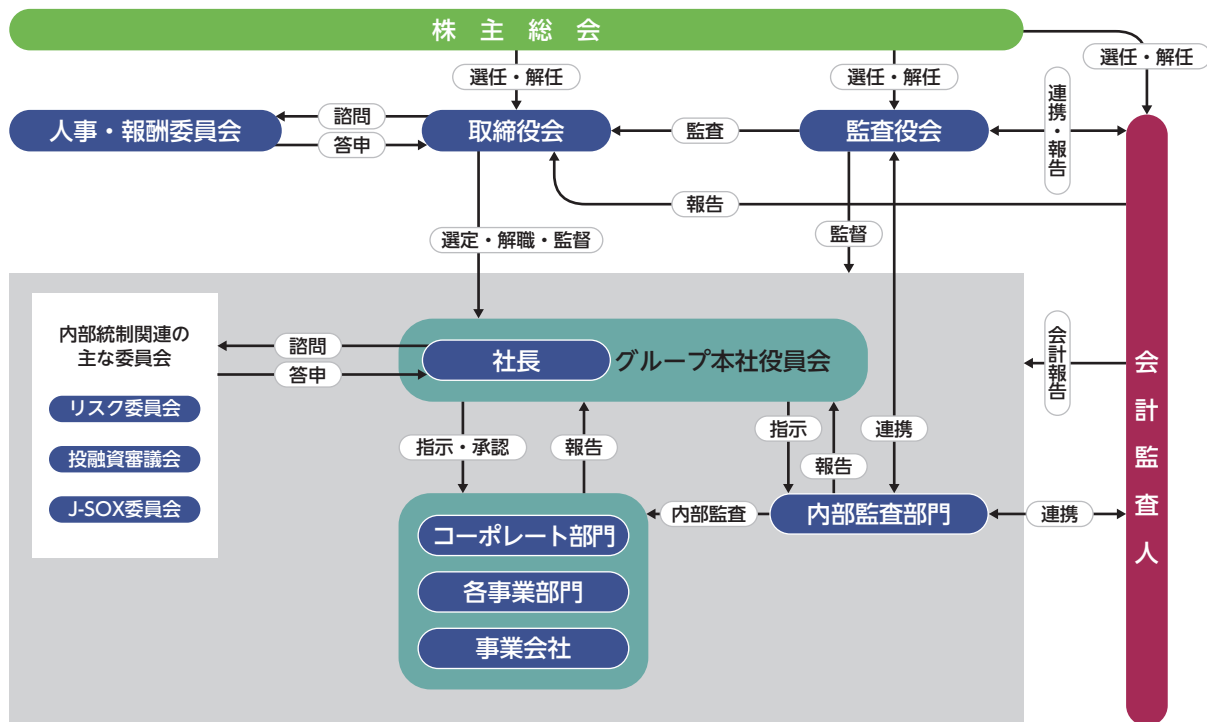 株主総会
選任・解任
選任・解任
選任・解任
人事・報酬委員会
諮問
答申
取締役会
監査
監査役会
連携・報告
報告
選定・解職・監督
監督
内部統制関連の
主な委員会
リスク委員会
投融資審議会
J-SOX委員会
諮問
答申
社長
グループ本社役員会
会計報告
会計監査人
指示・承認
報告
指示
報告
連携
コーポレート部門
各事業部門
事業会社
内部監査
内部監査部門
連携